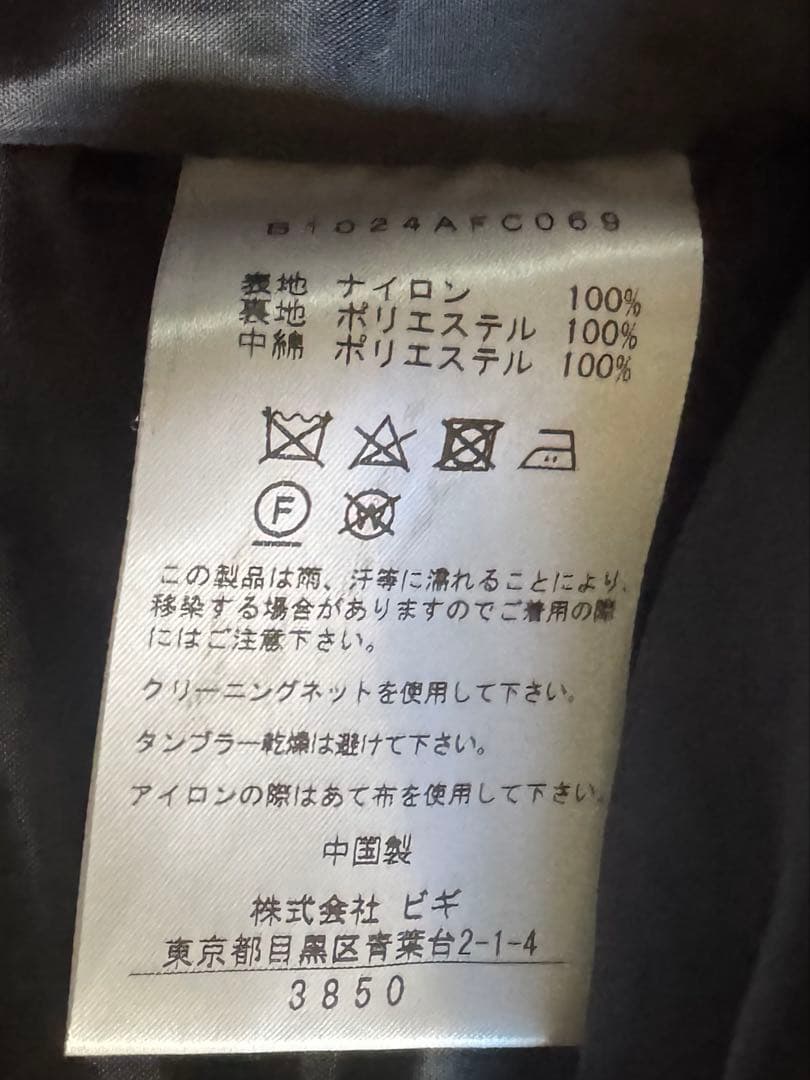 B1024AFC069
表地 ナイロン 100%
裏地 ポリエステル 100%
中綿 ポリエステル 100%
F
W
この製品は雨、汗等に濡れることにより、
移染する場合がありますのでご着用の際
にはご注意下さい。
クリーニングネットを使用して下さい。
タンブラー乾燥は避けて下さい。
アイロンの際はあて布を使用して下さい。
中国製
株式会社 ビギ
東京都目黒区青葉台2-1-4
3850